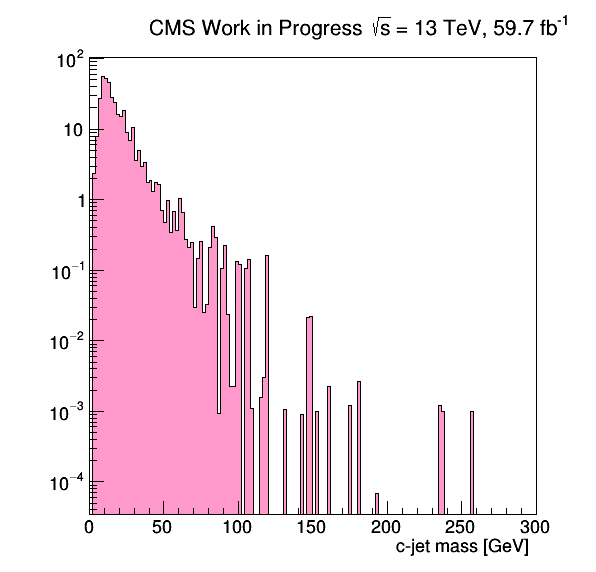 CMS Work in Progress √s = 13 TeV, 59.7 fb⁻¹
10²
10
1
10⁻¹
10⁻²
10⁻³
10⁻⁴
0 50 100 150 200 250 300
c-jet mass [GeV]